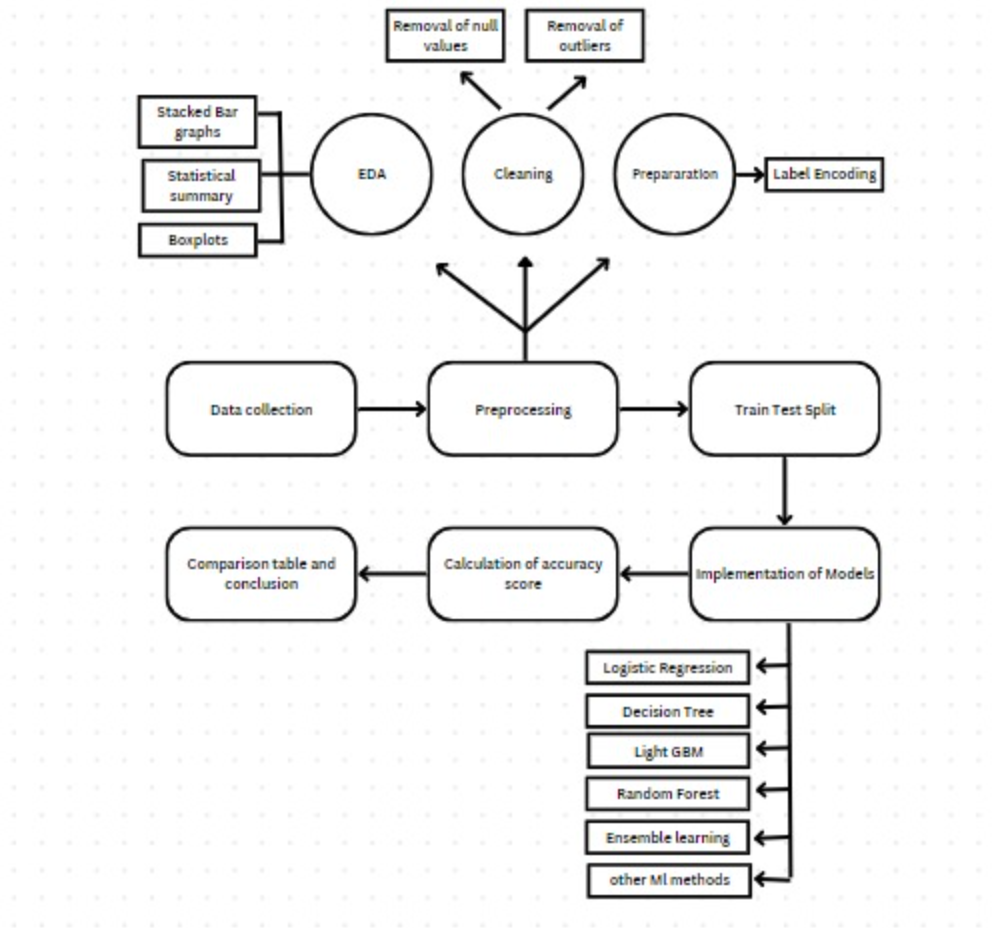 Removal of null
values
Removal of
outliers
Stacked Bar
graphs
Statistical
summary
Boxplots
EDA
Cleaning
Prepararation
Label Encoding
Data collection
Preprocessing
Train Test Split
Comparison table and
conclusion
Calculation of accuracy
score
Implementation of Models
Logistic Regression
Decision Tree
Light GBM
Random Forest
Ensemble learning
other Ml methods